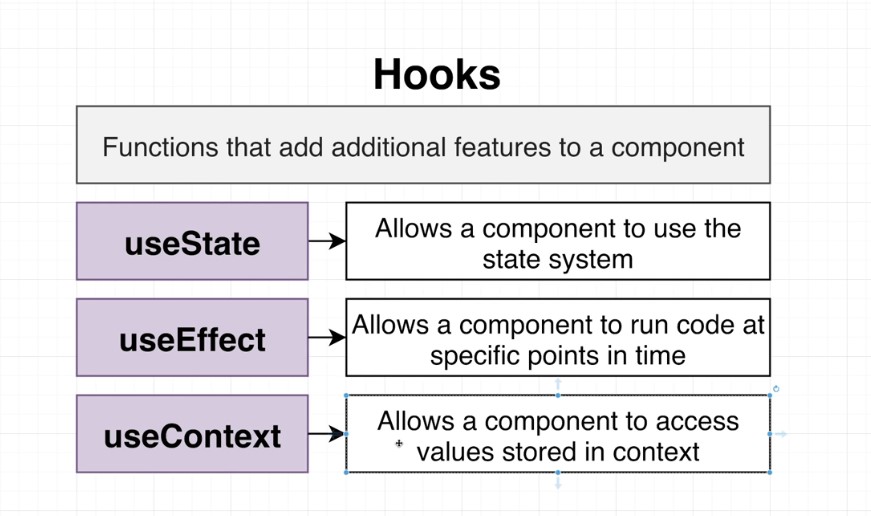 Hooks
Functions that add additional features to a component
useState
Allows a component to use the
state system
useEffect
Allows a component to run code at
specific points in time
useContext
Allows a component to access
values stored in context